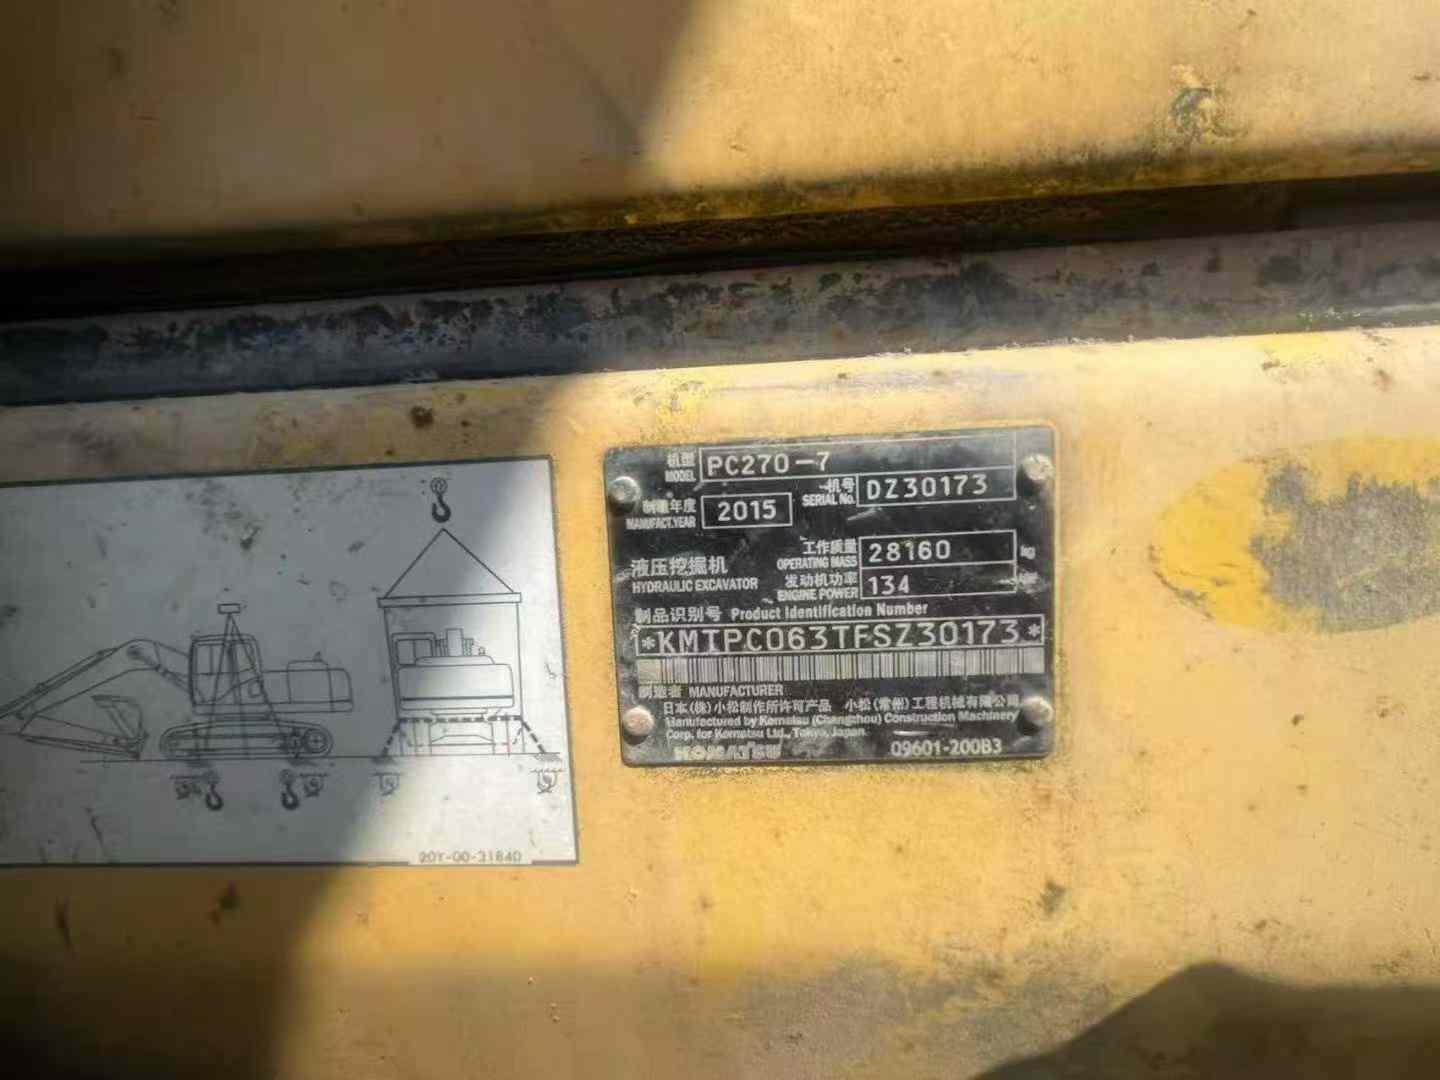 机型 MODEL PC270-7
一机号 SERIAL No. DZ30173
制造年度 MANUFACT.YEAR 2015
工作质量 OPERATING MASS 28160 kg
液压挖掘机 HYDRAULIC EXCAVATOR
发动机功率 ENGINE POWER 134
制品识别号 Product Identification Number
*KMTPC063TFSZ30173*
制造者 MANUFACTURER
日本(株)小松制作所许可产品 小松(常州)工程机械有限公司
Manufactured by Komatsu (Changzhou) Construction Machinery
Corp. for Komatsu Ltd., Tokyo, Japan
KOMATSU 09601-200B3
20Y-00-31840